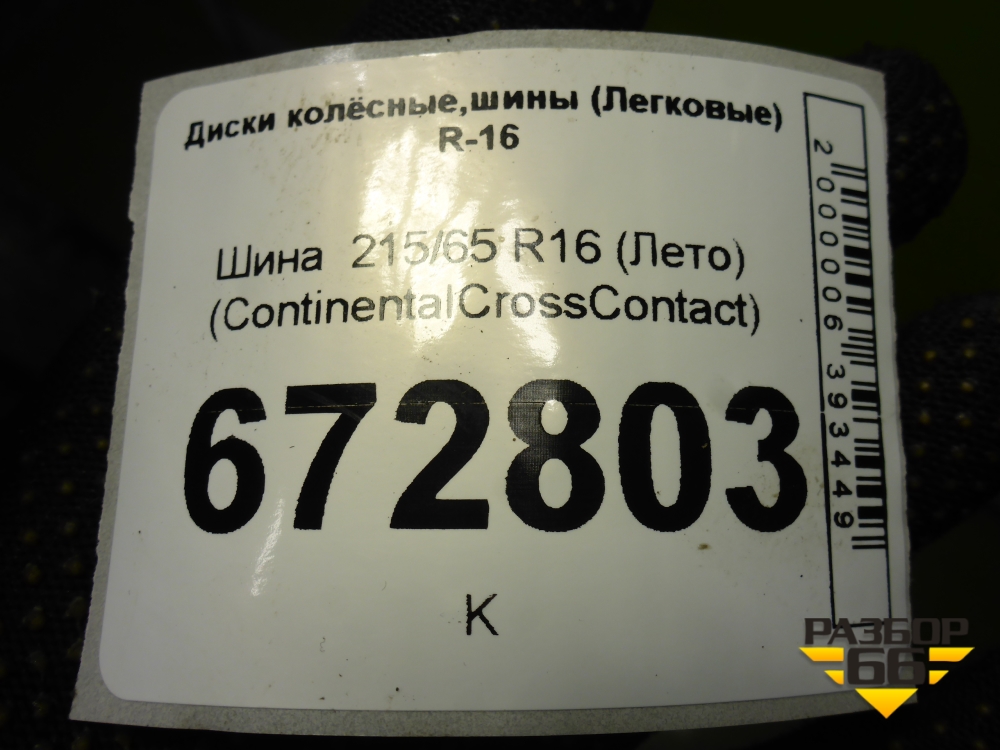 Диски колёсные,шины (Легковые)
R-16
Шина 215/65 R16 (Лето)
(ContinentalCrossContact)
672803
К
2000006393449
РАЗБОР
66